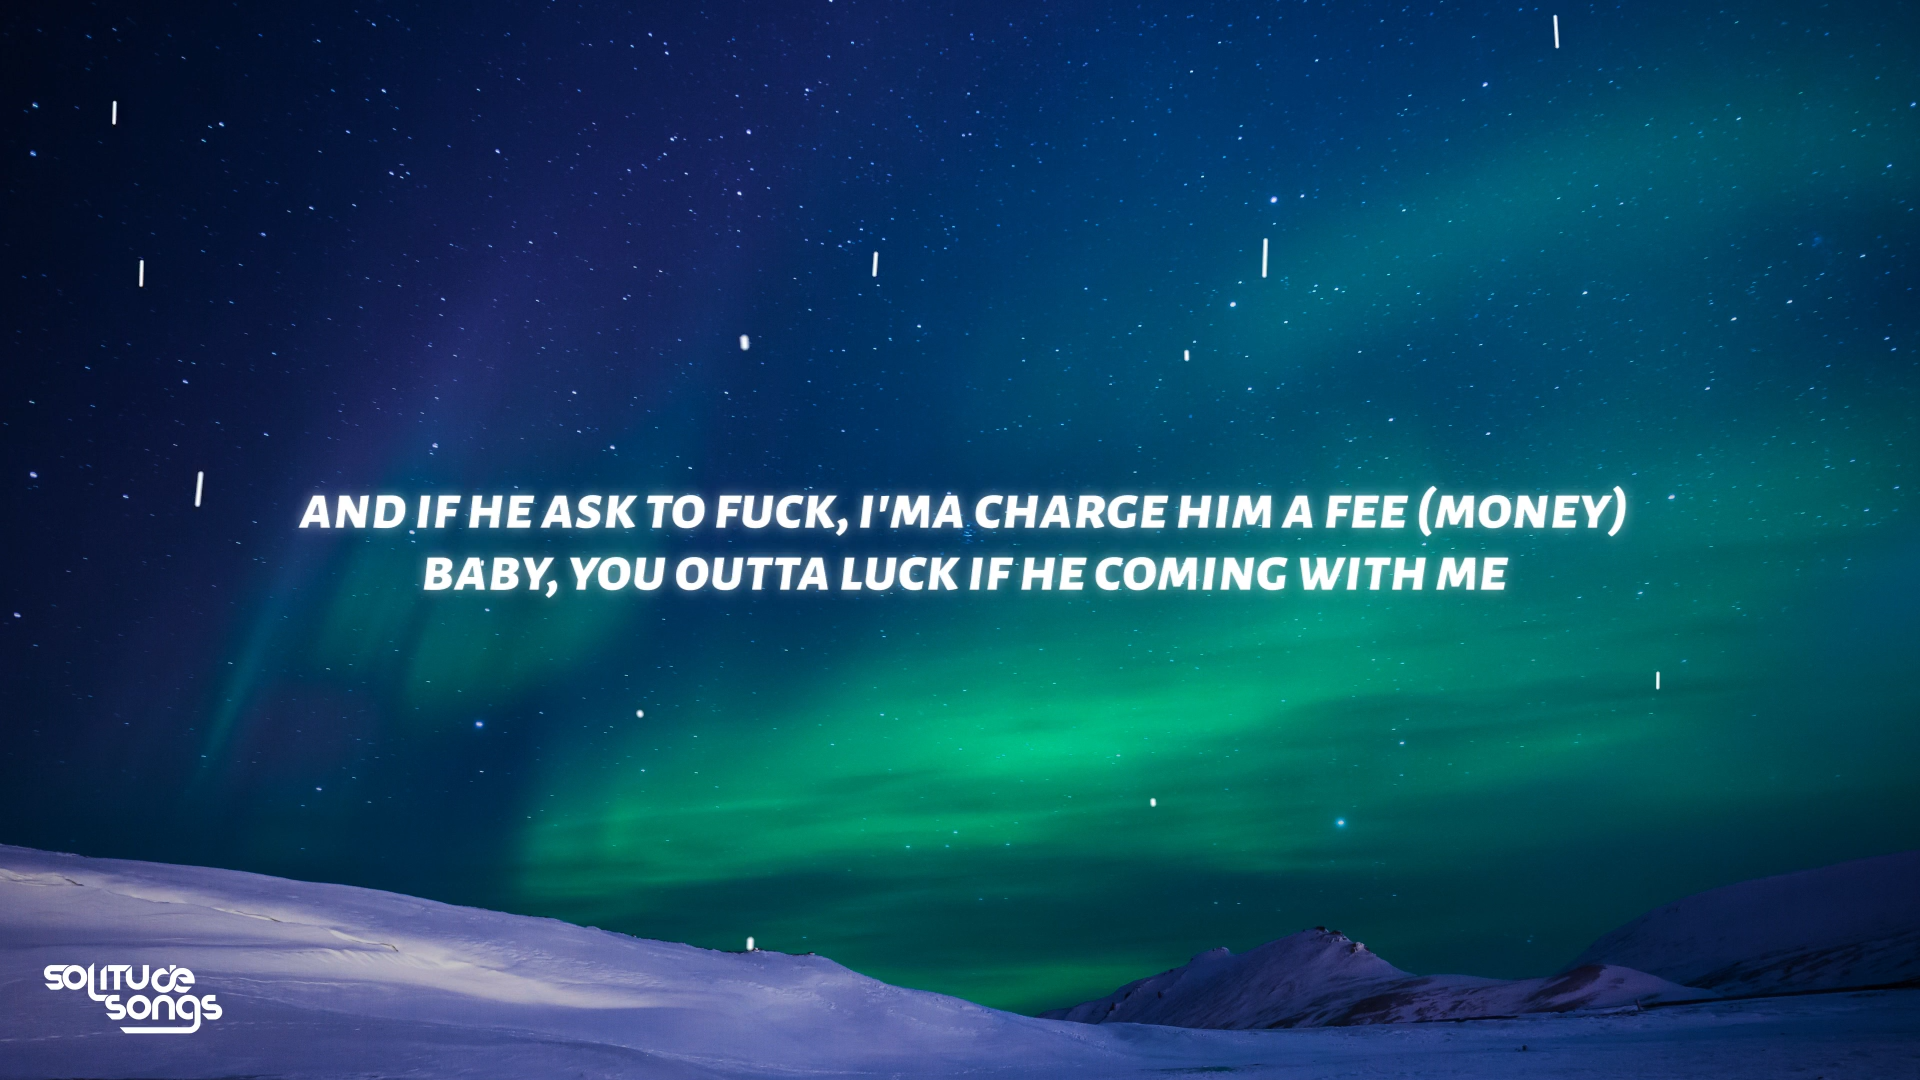 AND IF HE ASK TO FUCK, I'MA CHARGE HIM A FEE (MONEY)
BABY, YOU OUTTA LUCK IF HE COMING WITH ME
SOLITUDE
SONGS